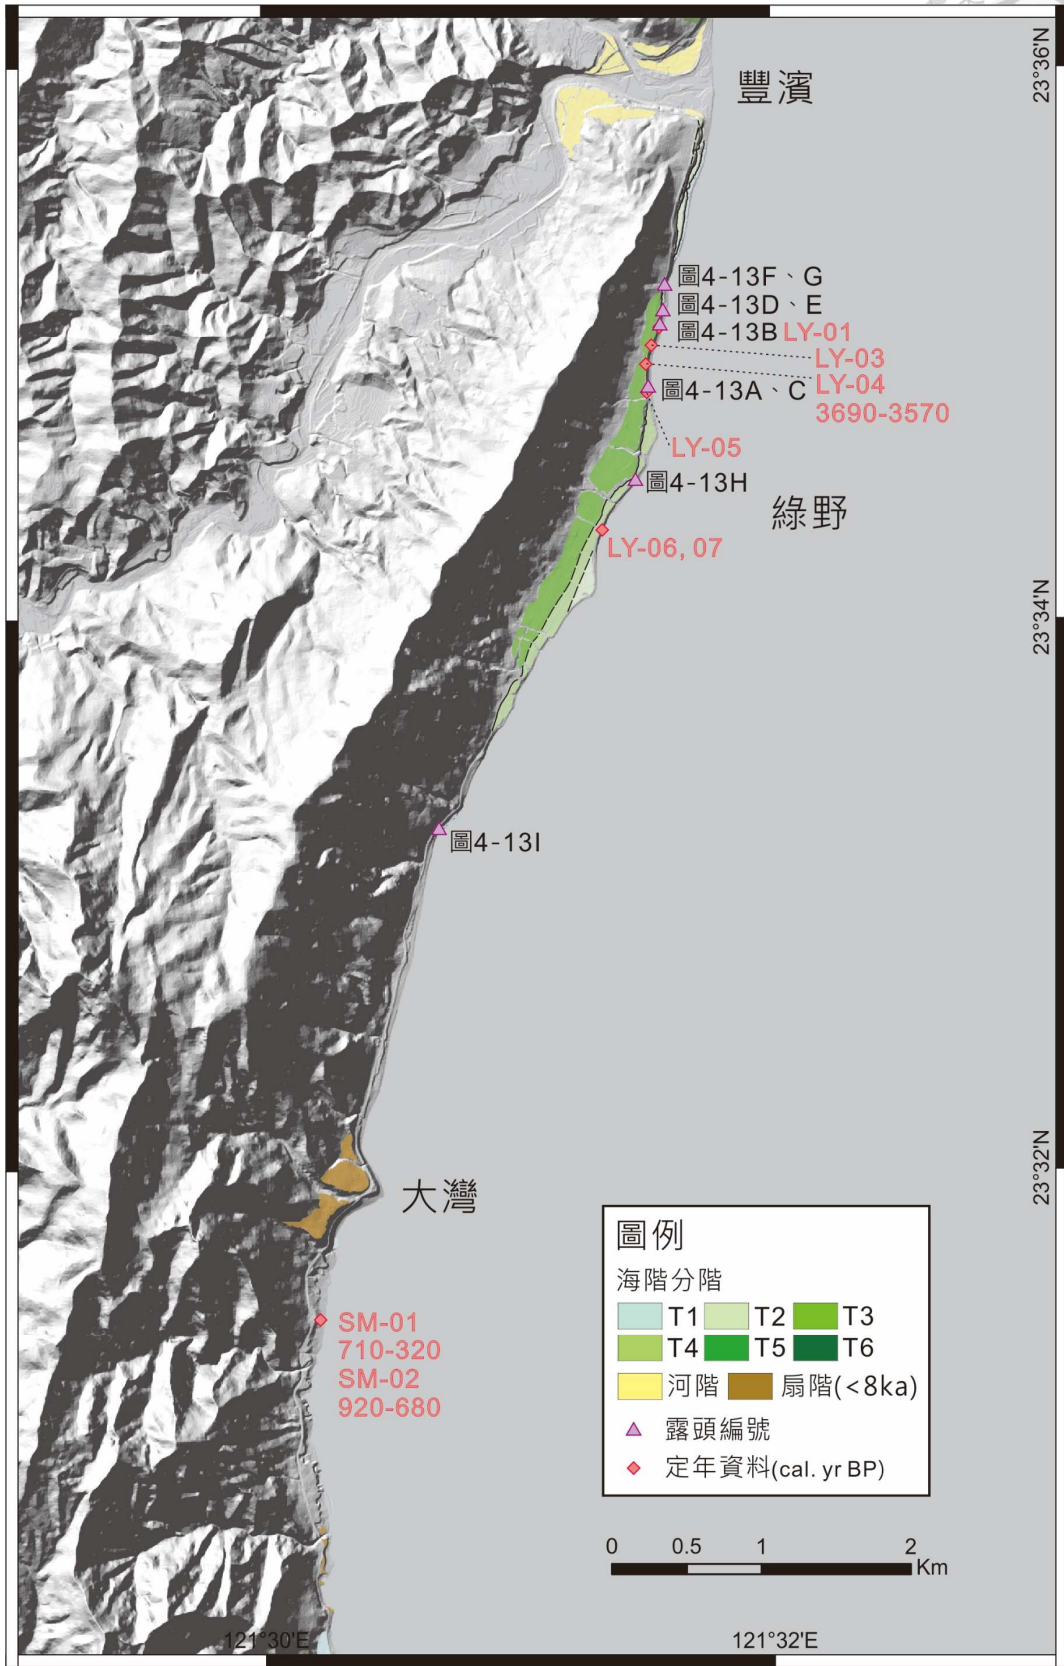 23°36'N
豐濱
圖4-13F、G
圖4-13D、E
圖4-13B LY-01
LY-03
LY-04
圖4-13A、C
3690-3570
LY-05
圖4-13H
綠野
LY-06, 07
23°34'N
圖4-13I
23°32'N
大灣
SM-01
710-320
SM-02
920-680
圖例
海階分階
T1 T2 T3
T4 T5 T6
河階 扇階(<8ka)
露頭編號
定年資料(cal. yr BP)
0 0.5 1 2
Km
121°30'E 121°32'E